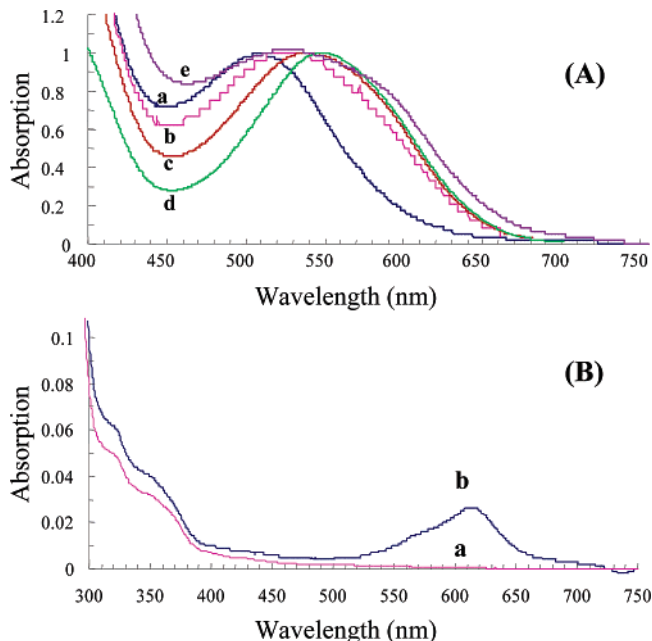 1.2
1
0.8
0.6
0.4
0.2
0
Absorption
e
a
b
c
d
(A)
400 450 500 550 600 650 700 750
Wavelength (nm)
0.1
0.08
0.06
0.04
0.02
0
Absorption
(B)
b
a
300 350 400 450 500 550 600 650 700 750
Wavelength (nm)